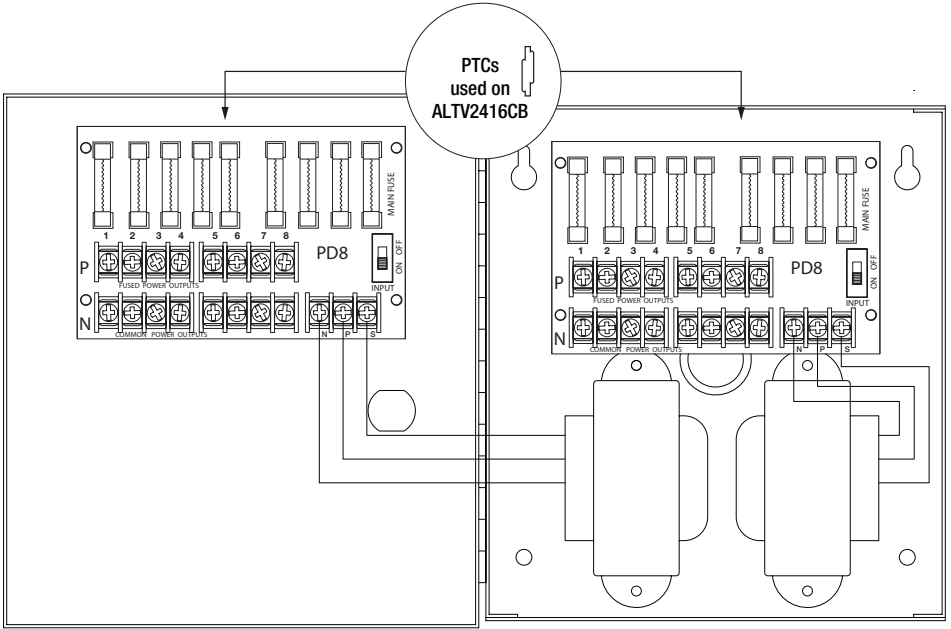 PTCs
used on
ALTV2416CB
MAIN FUSE
1 2 3 4 5 6 7 8
P
PD8
ON OFF
FUSED POWER OUTPUTS
INPUT
N
COMMON POWER OUTPUTS
N P S
MAIN FUSE
1 2 3 4 5 6 7 8
P
PD8
ON OFF
FUSED POWER OUTPUTS
INPUT
N
COMMON POWER OUTPUTS
N P S